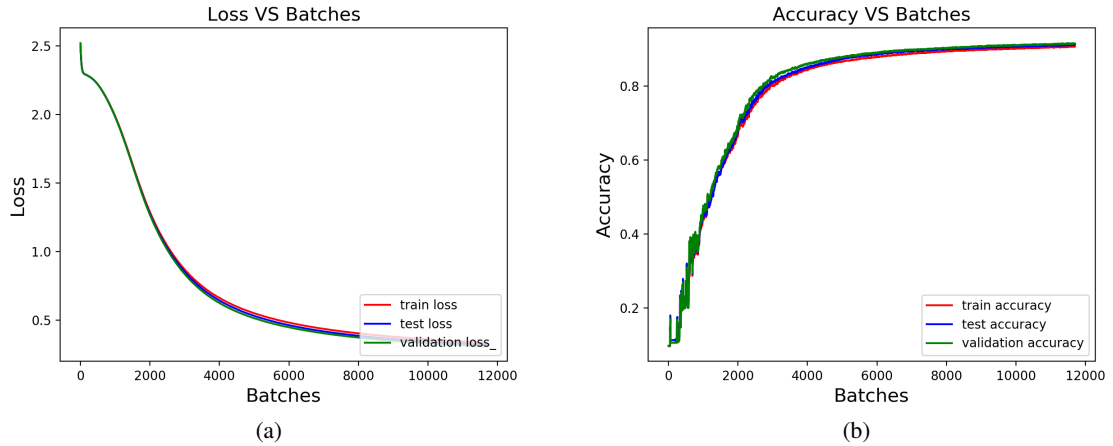 Loss VS Batches
2.5
2.0
1.5
1.0
0.5
Loss
train loss
test loss
validation loss_
0 2000 4000 6000 8000 10000 12000
Batches
(a)
Accuracy VS Batches
0.8
0.6
0.4
0.2
Accuracy
train accuracy
test accuracy
validation accuracy
0 2000 4000 6000 8000 10000 12000
Batches
(b)